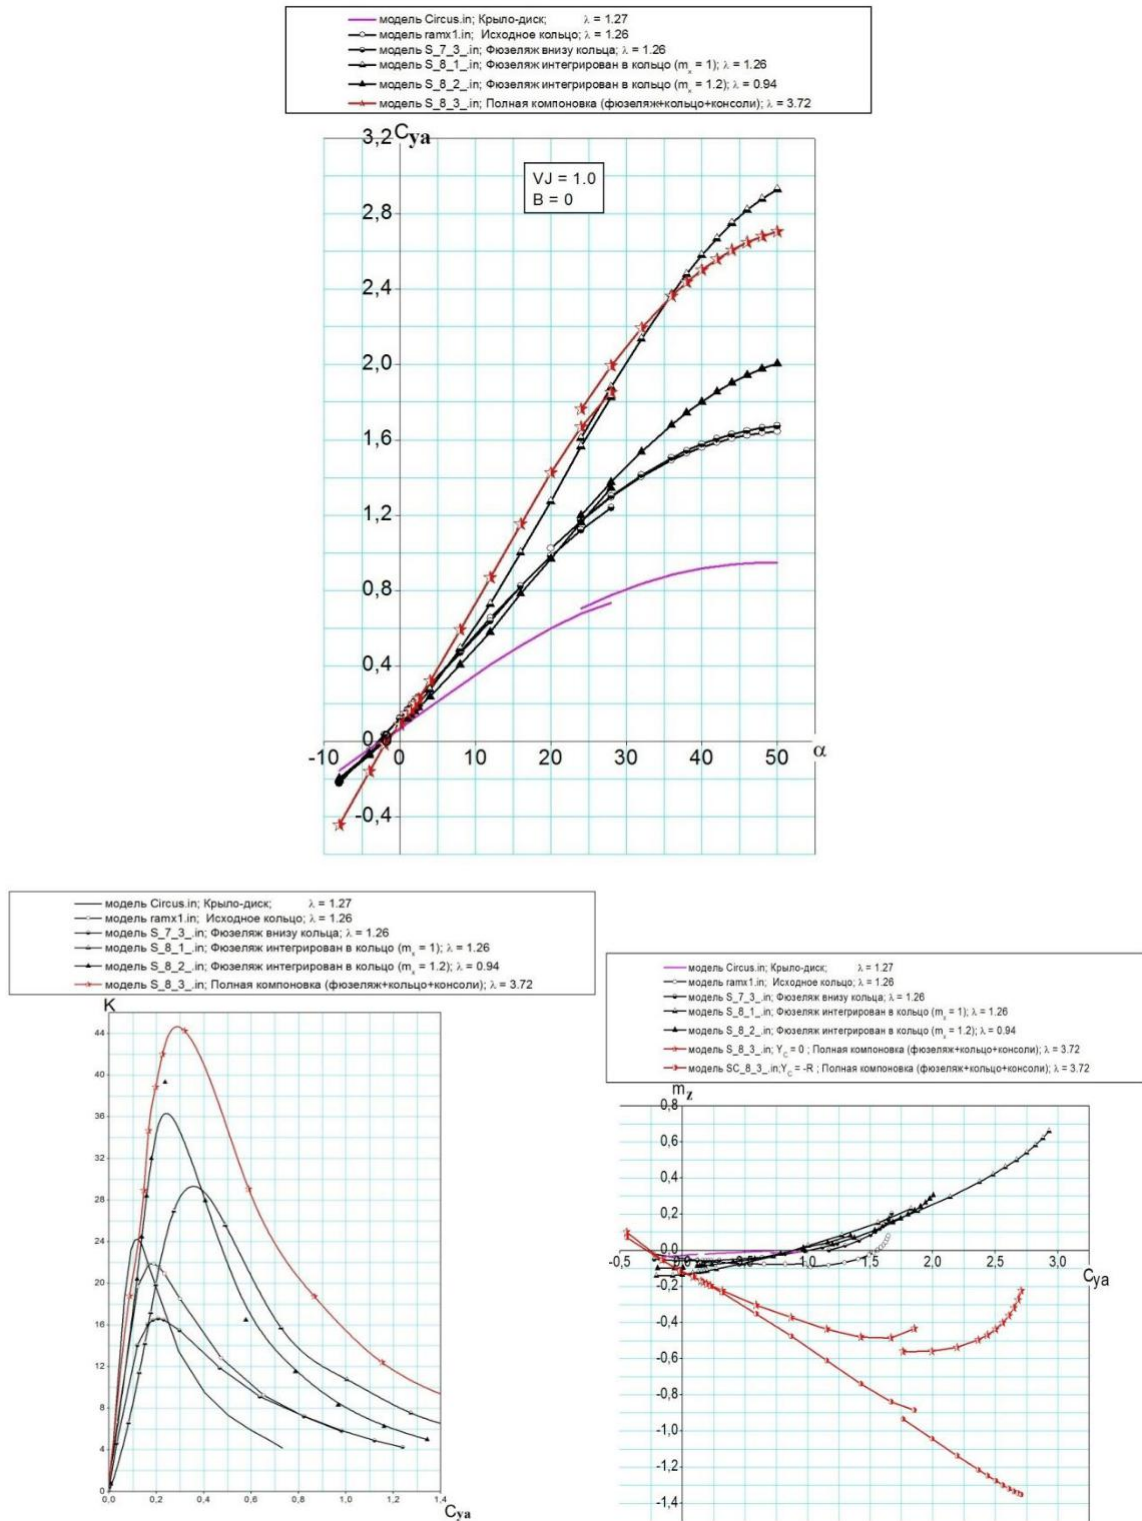 модель Circus.in; Крыло-диск; λ = 1.27
модель ramx1.in; Исходное кольцо; λ = 1.26
модель S_7_3_.in; Фюзеляж внизу кольца; λ = 1.26
модель S_8_1_.in; Фюзеляж интегрирован в кольцо (mₓ = 1); λ = 1.26
модель S_8_2_.in; Фюзеляж интегрирован в кольцо (mₓ = 1.2); λ = 0.94
модель S_8_3_.in; Полная компоновка (фюзеляж+кольцо+консоли); λ = 3.72
3,2 Cya
VJ = 1.0
B = 0
2,8
2,4
2,0
1,6
1,2
0,8
0,4
0
-10 0 10 20 30 40 50 α
-0,4
модель Circus.in; Крыло-диск; λ = 1.27
модель ramx1.in; Исходное кольцо; λ = 1.26
модель S_7_3_.in; Фюзеляж внизу кольца; λ = 1.26
модель S_8_1_.in; Фюзеляж интегрирован в кольцо (mₓ = 1); λ = 1.26
модель S_8_2_.in; Фюзеляж интегрирован в кольцо (mₓ = 1.2); λ = 0.94
модель S_8_3_.in; Полная компоновка (фюзеляж+кольцо+консоли); λ = 3.72
K
44
40
36
32
28
24
20
16
12
8
4
0
0,0 0,2 0,4 0,6 0,8 1,0 1,2 1,4
Cya
модель Circus.in; Крыло-диск; λ = 1.27
модель ramx1.in; Исходное кольцо; λ = 1.26
модель S_7_3_.in; Фюзеляж внизу кольца; λ = 1.26
модель S_8_1_.in; Фюзеляж интегрирован в кольцо (mₓ = 1); λ = 1.26
модель S_8_2_.in; Фюзеляж интегрирован в кольцо (mₓ = 1.2); λ = 0.94
модель S_8_3_.in; Y_C = 0 ; Полная компоновка (фюзеляж+кольцо+консоли); λ = 3.72
модель SC_8_3_.in;Y_C = -R ; Полная компоновка (фюзеляж+кольцо+консоли); λ = 3.72
mz
0,8
0,6
0,4
0,2
0,0
-0,5 0,5 1,0 1,5 2,0 2,5 3,0
Cya
-0,2
-0,4
-0,6
-0,8
-1,0
-1,2
-1,4